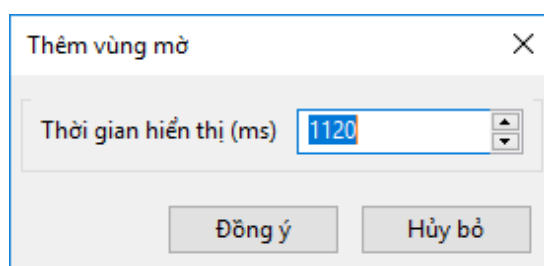 Thêm vùng mờ
Thời gian hiển thị (ms) 1120
Đồng ý Hủy bỏ